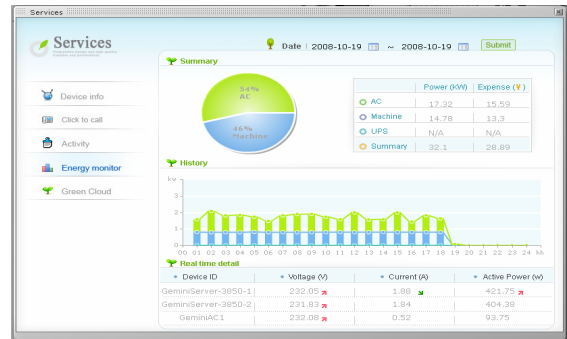 Services
Services
Date | 2008-10-19 ~ 2008-10-19 Submit
Device info
Click to call
Activity
Energy monitor
Green Cloud
Summary
54%
AC
46%
Machine
Power (KW) Expense (¥)
AC 17.32 15.59
Machine 14.78 13.3
UPS N/A N/A
Summary 32.1 28.89
History
kw
3
2
1
0
00 01 02 03 04 05 06 07 08 09 10 11 12 13 14 15 16 17 18 19 20 21 22 23 24 hh
Real time detail
Device ID Voltage (V) Current (A) Active Power (w)
GeminiServer-3850-1 232.05 1.88 421.75
GeminiServer-3850-2 231.83 1.84 404.38
GeminiAC1 232.08 0.52 93.75